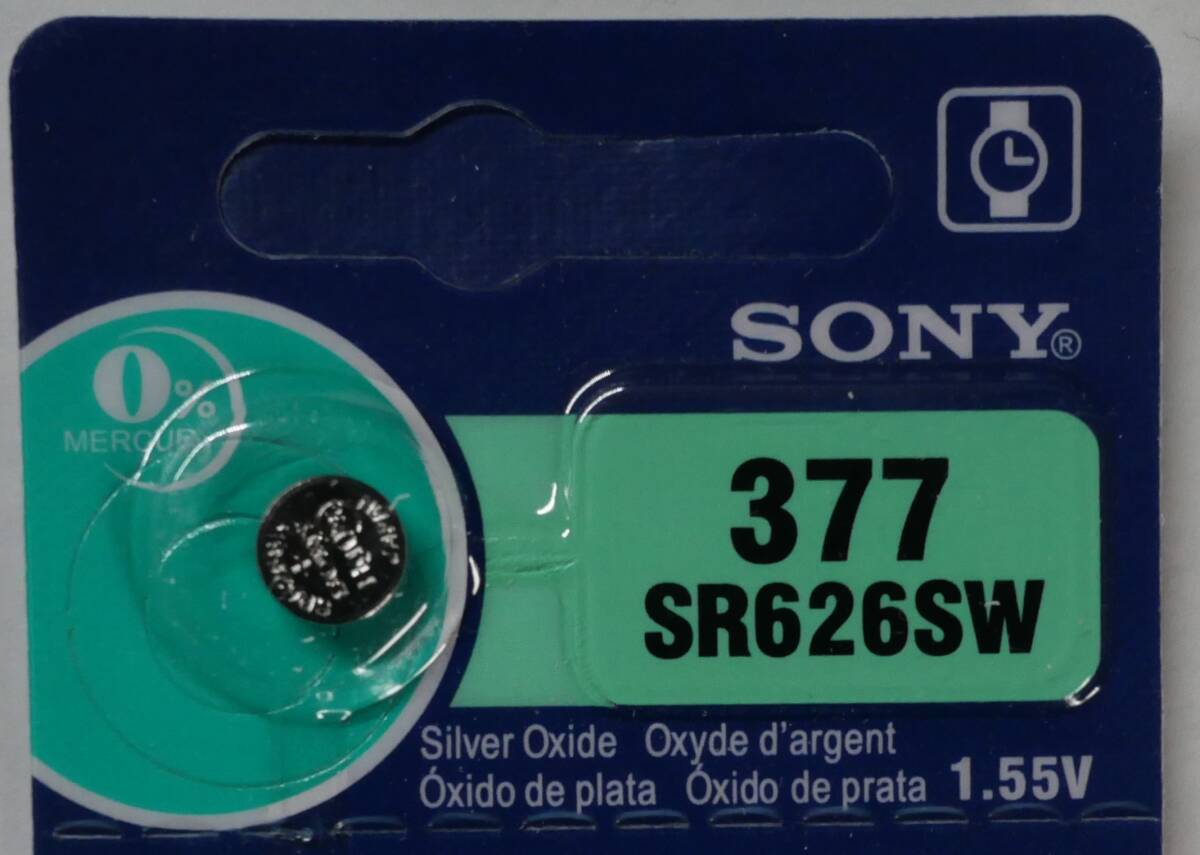 SONY®
0%
MERCURY
377
SR626SW
Silver Oxide Oxyde d'argent
Óxido de plata Óxido de prata 1.55V